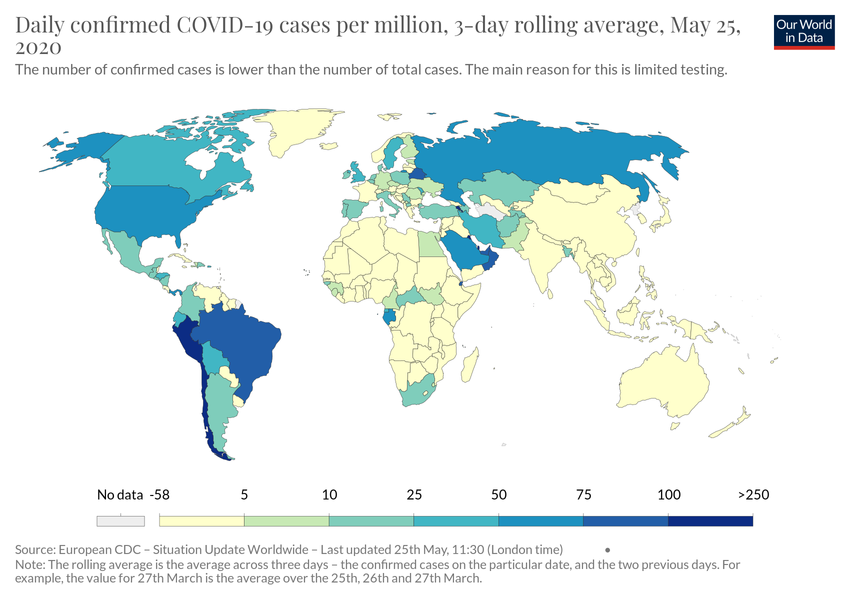 Daily confirmed COVID-19 cases per million, 3-day rolling average, May 25,
2020
Our World
in Data
The number of confirmed cases is lower than the number of total cases. The main reason for this is limited testing.
No data -58 5 10 25 50 75 100 >250
Source: European CDC – Situation Update Worldwide – Last updated 25th May, 11:30 (London time)
Note: The rolling average is the average across three days – the confirmed cases on the particular date, and the two previous days. For
example, the value for 27th March is the average over the 25th, 26th and 27th March.